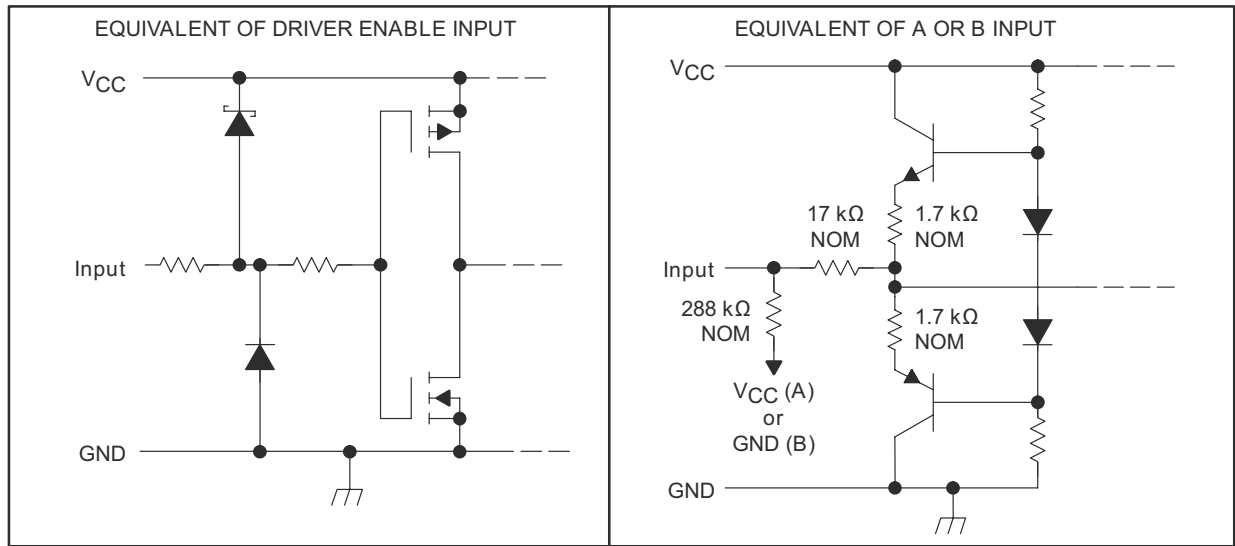 EQUIVALENT OF DRIVER ENABLE INPUT
VCC
Input
GND
EQUIVALENT OF A OR B INPUT
VCC
17 kΩ
NOM
1.7 kΩ
NOM
Input
288 kΩ
NOM
1.7 kΩ
NOM
VCC (A)
or
GND (B)
GND